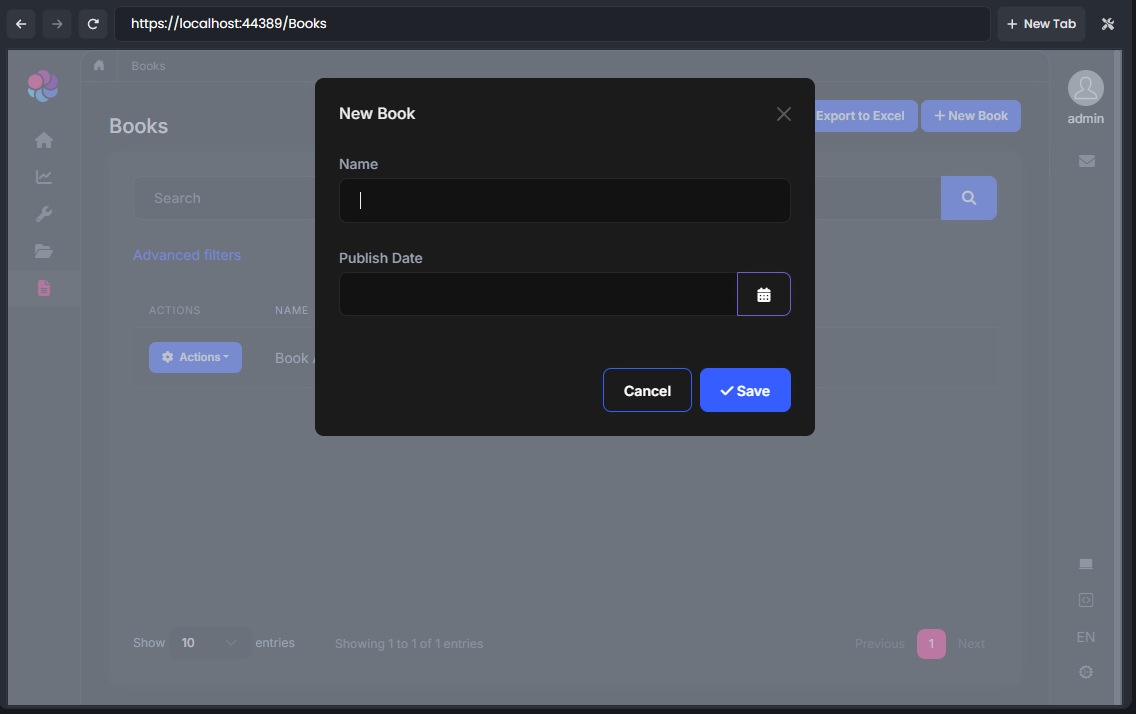 https://localhost:44389/Books
New Tab
Books
admin
Books
Export to Excel
New Book
New Book
Name
Publish Date
Cancel
Save
Search
Advanced filters
ACTIONS
NAME
Actions
Book
Show 10 entries
Showing 1 to 1 of 1 entries
Previous
1
Next
EN